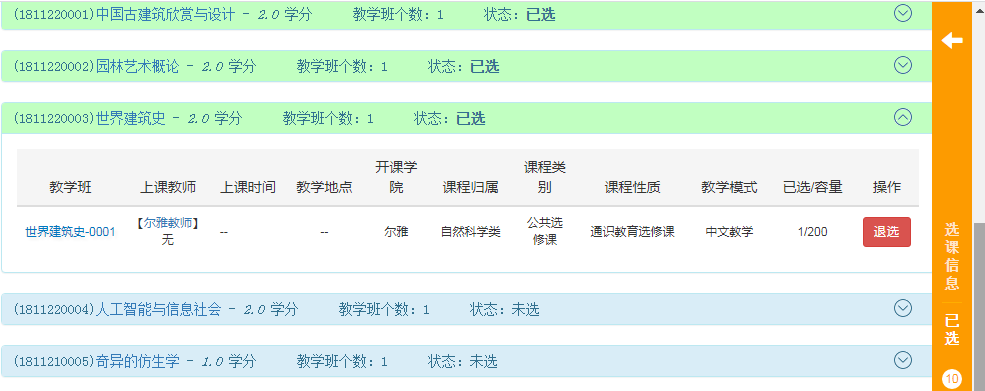 (1811220001)中国古建筑欣赏与设计 - 2.0 学分 教学班个数：1 状态：已选
(1811220002)园林艺术概论 - 2.0 学分 教学班个数：1 状态：已选
(1811220003)世界建筑史 - 2.0 学分 教学班个数：1 状态：已选
教学班 上课教师 上课时间 教学地点 开课学院 课程归属 课程类别 课程性质 教学模式 已选/容量 操作
世界建筑史-0001 【尔雅教师】无 -- -- 尔雅 自然科学类 公共选修课 通识教育选修课 中文教学 1/200 退选
(1811220004)人工智能与信息社会 - 2.0 学分 教学班个数：1 状态：未选
(1811210005)奇异的仿生学 - 1.0 学分 教学班个数：1 状态：未选
选课信息
已选
10